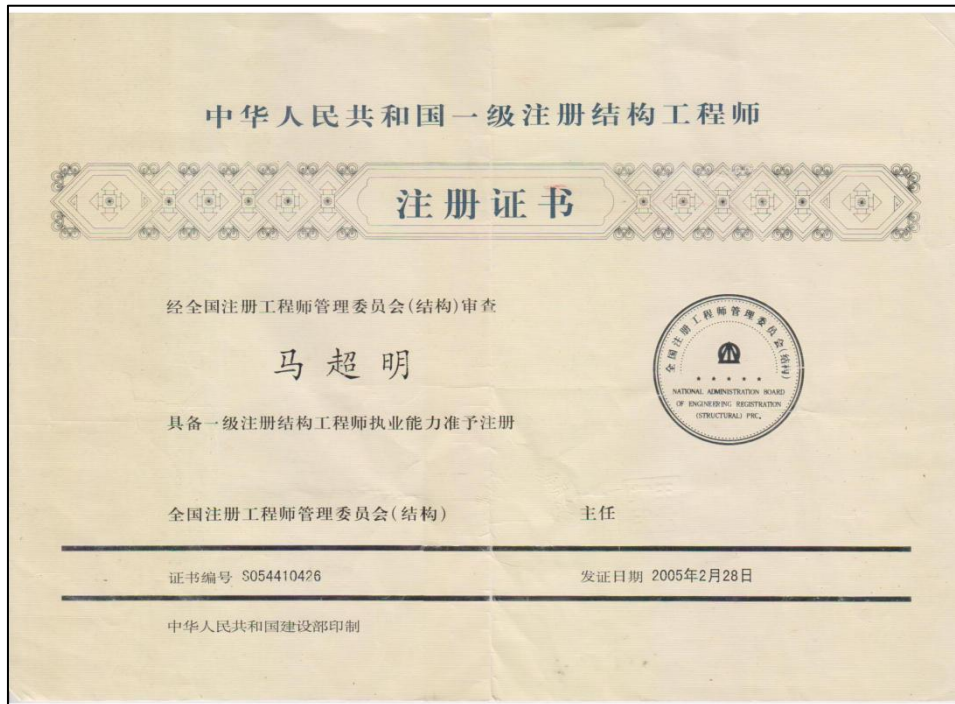 中华人民共和国一级注册结构工程师
注册证书
经全国注册工程师管理委员会(结构)审查
马超明
具备一级注册结构工程师执业能力准予注册
全国注册工程师管理委员会(结构)
NATIONAL ADMINISTRATION BOARD
OF ENGINEERING REGISTRATION
(STRUCTURAL) PRC.
全国注册工程师管理委员会(结构) 主任
证书编号 S054410426 发证日期 2005年2月28日
中华人民共和国建设部印制